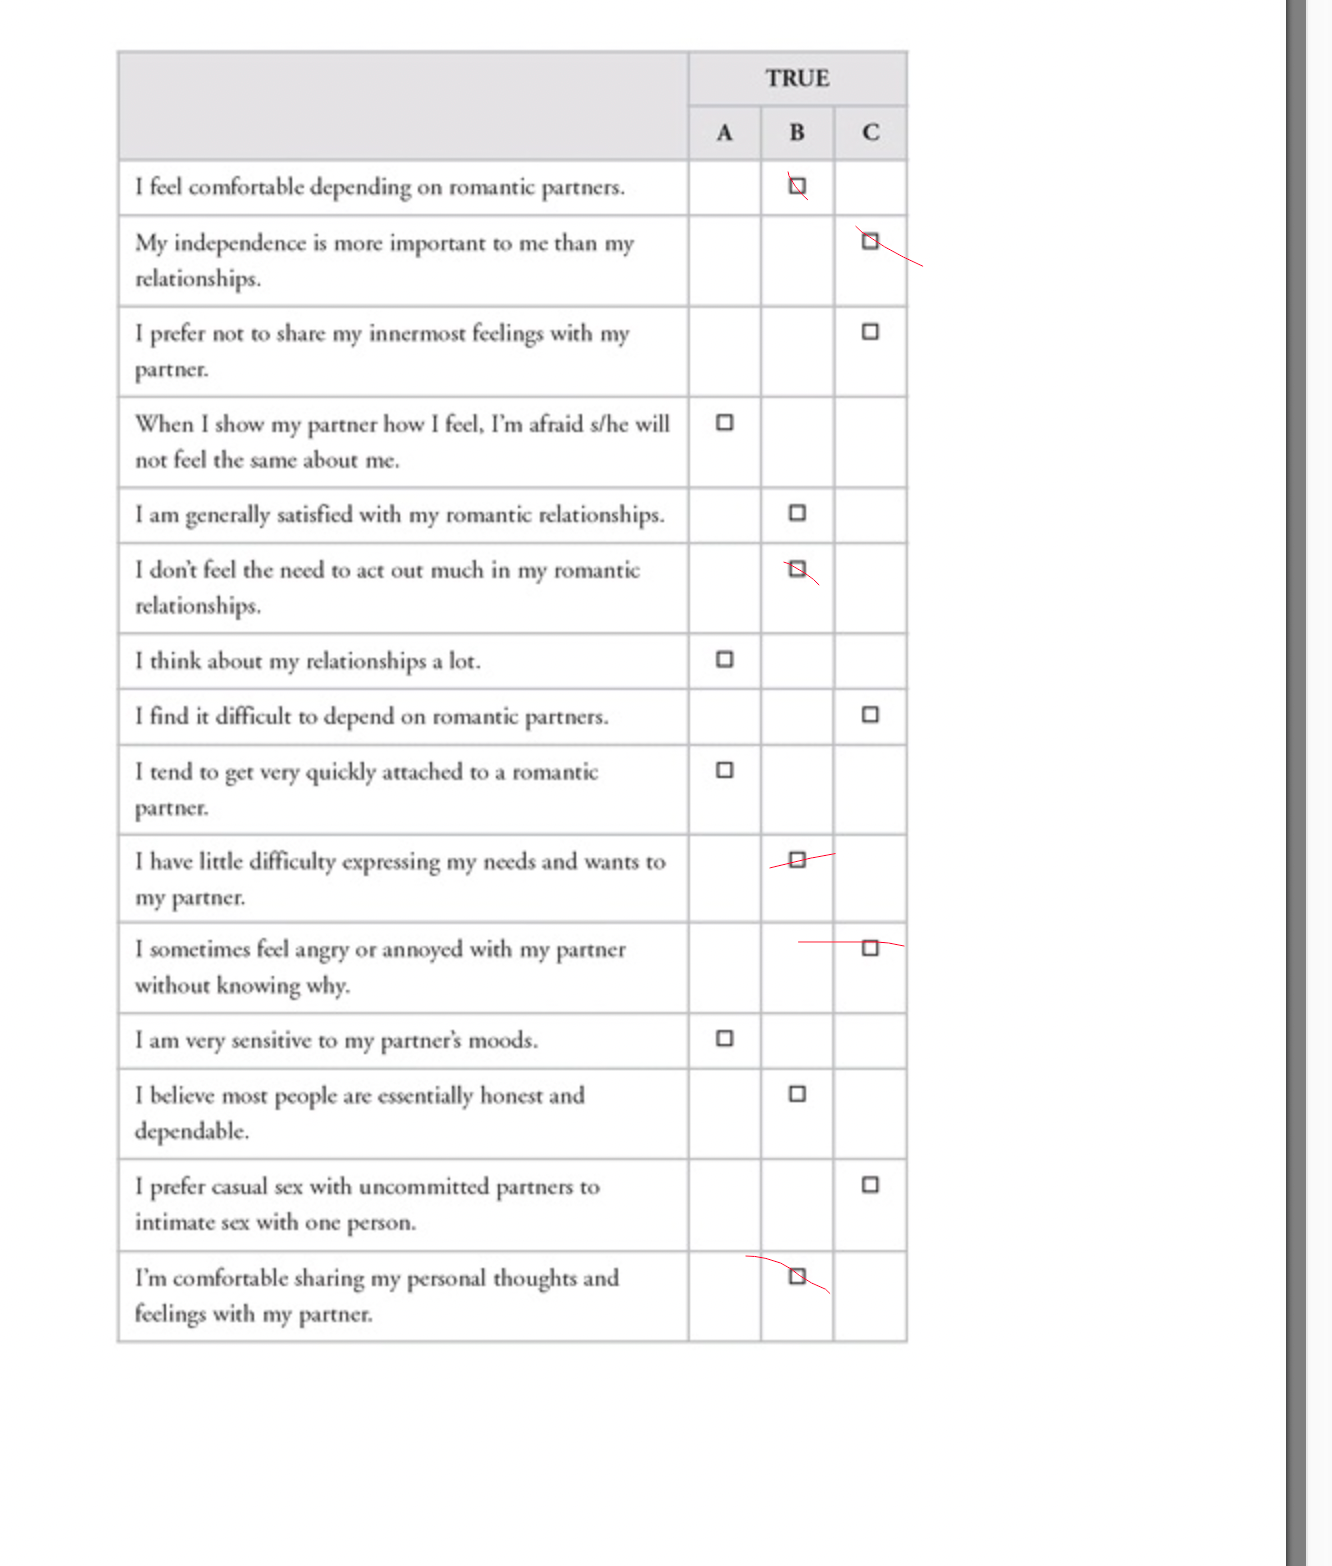 TRUE
A B C
I feel comfortable depending on romantic partners.
My independence is more important to me than my
relationships.
I prefer not to share my innermost feelings with my
partner.
When I show my partner how I feel, I'm afraid s/he will
not feel the same about me.
I am generally satisfied with my romantic relationships.
I don't feel the need to act out much in my romantic
relationships.
I think about my relationships a lot.
I find it difficult to depend on romantic partners.
I tend to get very quickly attached to a romantic
partner.
I have little difficulty expressing my needs and wants to
my partner.
I sometimes feel angry or annoyed with my partner
without knowing why.
I am very sensitive to my partner's moods.
I believe most people are essentially honest and
dependable.
I prefer casual sex with uncommitted partners to
intimate sex with one person.
I'm comfortable sharing my personal thoughts and
feelings with my partner.